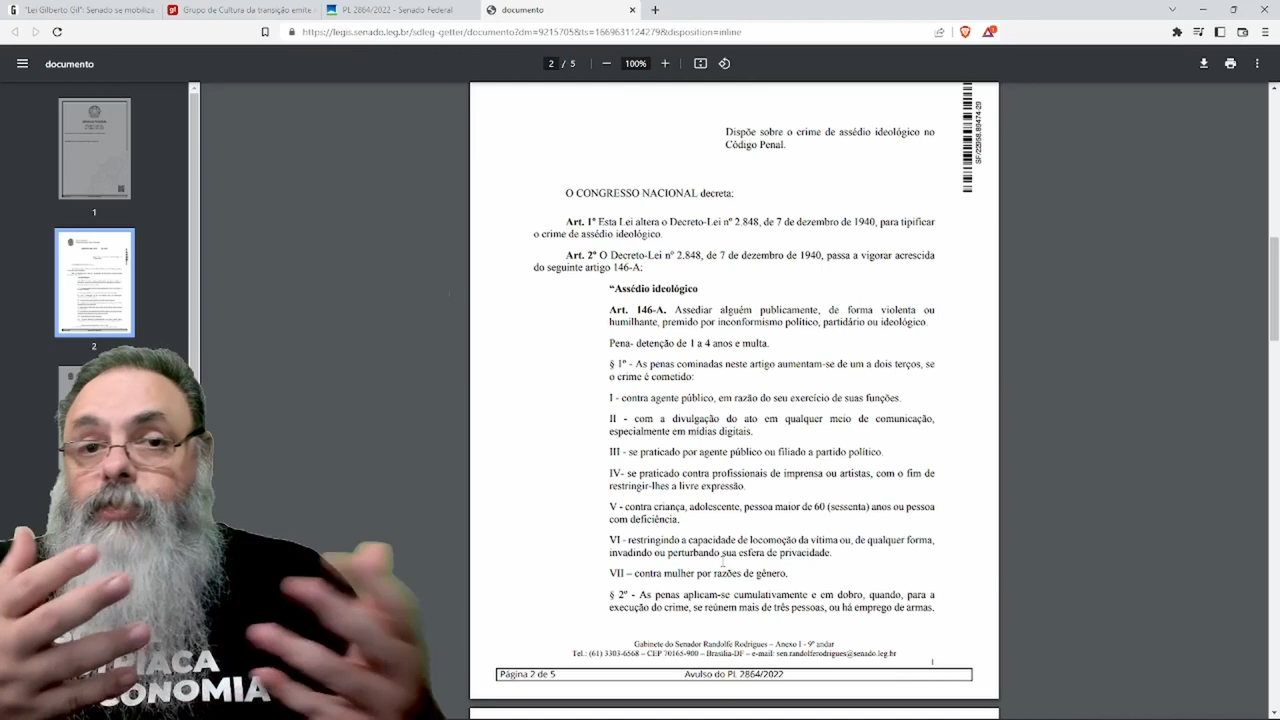 "Lei Gilberto Gil": Senado se mobiliza
Grupo de Cultura da transição emite
PL 2864/2022 - Senado Federal
documento
https://legis.senado.leg.br/sdleg-getter/documento?dm=9215705&ts=1669631124279&disposition=inline
documento
2 / 5
100%
1
2
SF/22958.89474-29
Dispõe sobre o crime de assédio ideológico no
Código Penal.
O CONGRESSO NACIONAL decreta:
Art. 1º Esta Lei altera o Decreto-Lei nº 2.848, de 7 de dezembro de 1940, para tipificar
o crime de assédio ideológico.
Art. 2º O Decreto-Lei nº 2.848, de 7 de dezembro de 1940, passa a vigorar acrescida
do seguinte artigo 146-A:
"Assédio ideológico
Art. 146-A. Assediar alguém publicamente, de forma violenta ou
humilhante, premido por inconformismo político, partidário ou ideológico.
Pena- detenção de 1 a 4 anos e multa.
§ 1º - As penas cominadas neste artigo aumentam-se de um a dois terços, se
o crime é cometido:
I - contra agente público, em razão do seu exercício de suas funções.
II - com a divulgação do ato em qualquer meio de comunicação,
especialmente em mídias digitais.
III - se praticado por agente público ou filiado a partido político.
IV- se praticado contra profissionais de imprensa ou artistas, com o fim de
restringir-lhes a livre expressão.
V - contra criança, adolescente, pessoa maior de 60 (sessenta) anos ou pessoa
com deficiência.
VI - restringindo a capacidade de locomoção da vítima ou, de qualquer forma,
invadindo ou perturbando sua esfera de privacidade.
VII – contra mulher por razões de gênero.
§ 2º - As penas aplicam-se cumulativamente e em dobro, quando, para a
execução do crime, se reúnem mais de três pessoas, ou há emprego de armas.
Gabinete do Senador Randolfe Rodrigues – Anexo I - 9º andar
Tel.: (61) 3303-6568 – CEP 70165-900 – Brasília-DF – e-mail: sen.randolferodrigues@senado.leg.br
1
Página 2 de 5
Avulso do PL 2864/2022